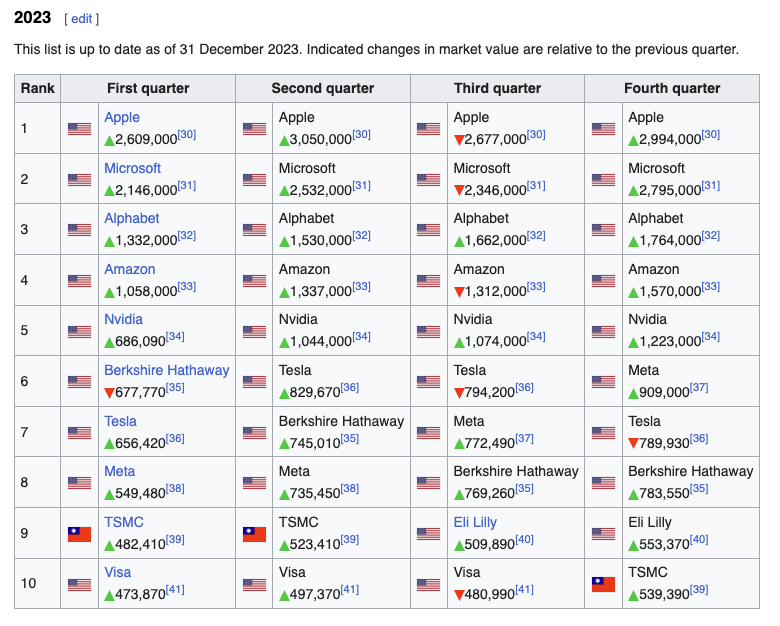 2023 [ edit ]
This list is up to date as of 31 December 2023. Indicated changes in market value are relative to the previous quarter.
Rank First quarter Second quarter Third quarter Fourth quarter
1 Apple Apple Apple Apple
▲2,609,000[30] ▲3,050,000[30] ▼2,677,000[30] ▲2,994,000[30]
2 Microsoft Microsoft Microsoft Microsoft
▲2,146,000[31] ▲2,532,000[31] ▼2,346,000[31] ▲2,795,000[31]
3 Alphabet Alphabet Alphabet Alphabet
▲1,332,000[32] ▲1,530,000[32] ▲1,662,000[32] ▲1,764,000[32]
4 Amazon Amazon Amazon Amazon
▲1,058,000[33] ▲1,337,000[33] ▼1,312,000[33] ▲1,570,000[33]
5 Nvidia Nvidia Nvidia Nvidia
▲686,090[34] ▲1,044,000[34] ▲1,074,000[34] ▲1,223,000[34]
6 Berkshire Hathaway Tesla Tesla Meta
▼677,770[35] ▲829,670[36] ▼794,200[36] ▲909,000[37]
7 Tesla Berkshire Hathaway Meta Tesla
▲656,420[36] ▲745,010[35] ▲772,490[37] ▼789,930[36]
8 Meta Meta Berkshire Hathaway Berkshire Hathaway
▲549,480[38] ▲735,450[38] ▲769,260[35] ▲783,550[35]
9 TSMC TSMC Eli Lilly Eli Lilly
▲482,410[39] ▲523,410[39] ▲509,890[40] ▲553,370[40]
10 Visa Visa Visa TSMC
▲473,870[41] ▲497,370[41] ▼480,990[41] ▲539,390[39]